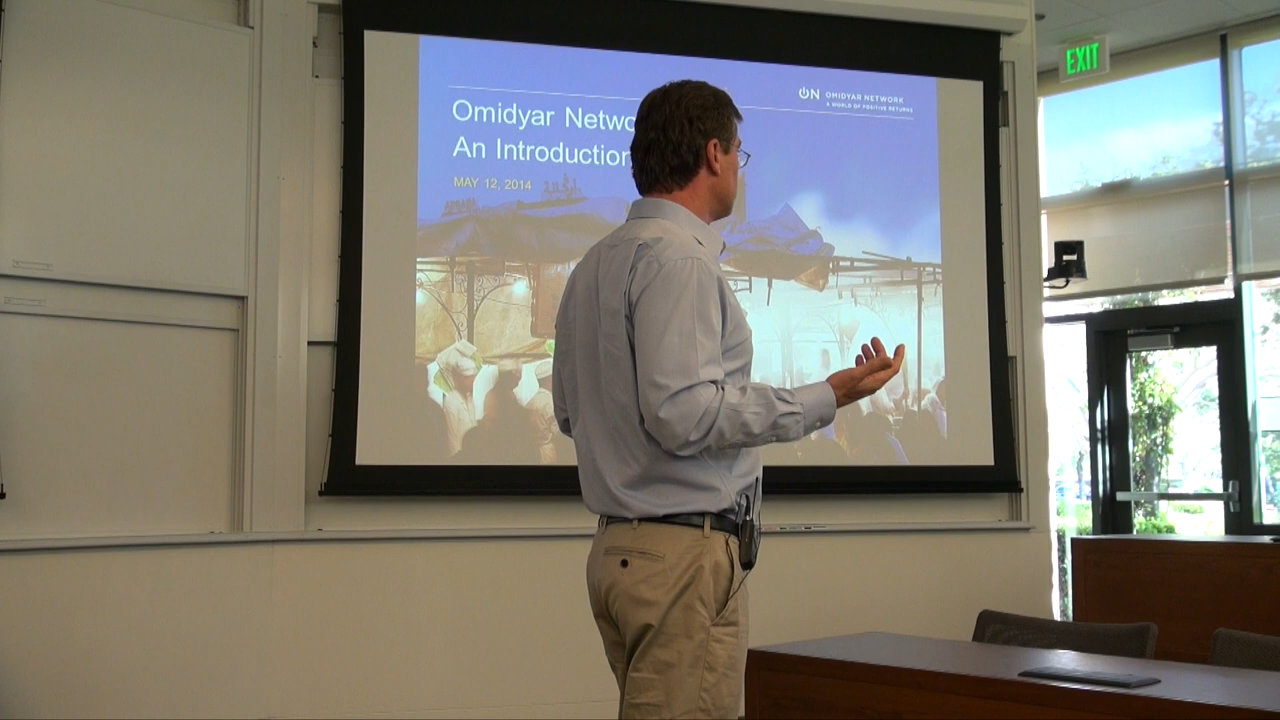 EXIT
ON OMIDYAR NETWORK
A WORLD OF POSITIVE RETURNS
Omidyar Netwo
An Introduction
MAY 12, 2014